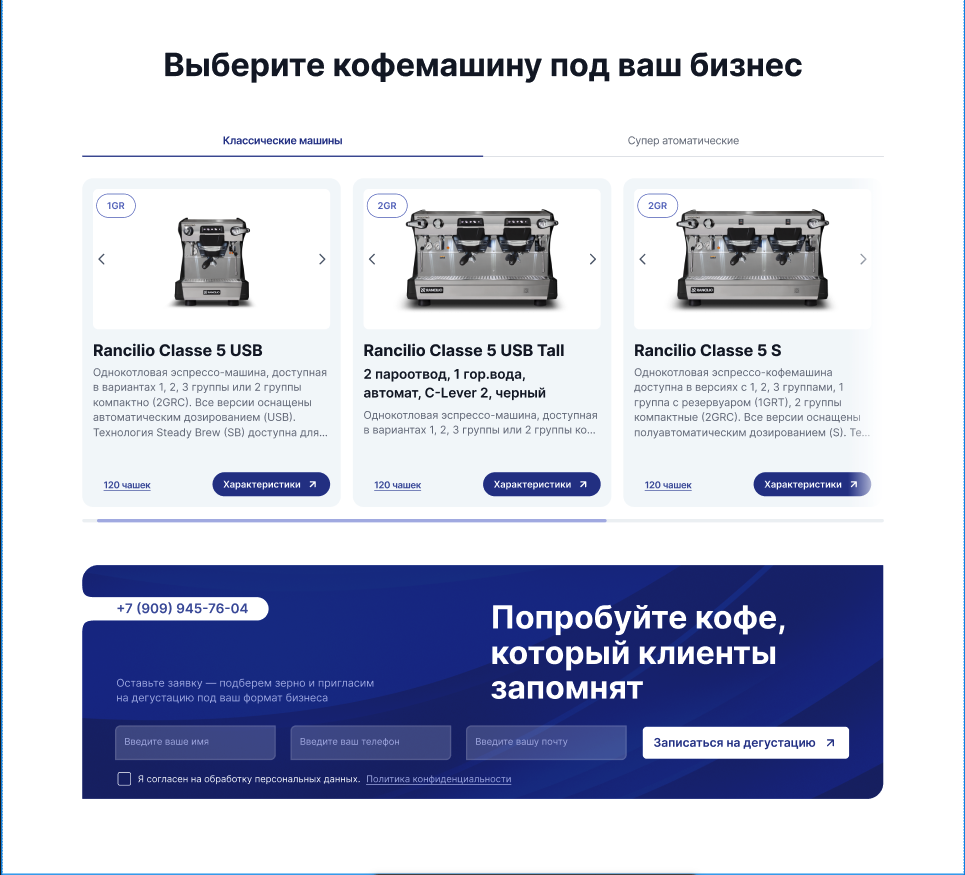 Выберите кофемашину под ваш бизнес
Классические машины
Супер атоматические
1GR
RANCILIO
Rancilio Classe 5 USB
Однокотловая эспрессо-машина, доступная
в вариантах 1, 2, 3 группы или 2 группы
компактно (2GRC). Все версии оснащены
автоматическим дозированием (USB).
Технология Steady Brew (SB) доступна для...
120 чашек
Характеристики
2GR
RANCILIO
Rancilio Classe 5 USB Tall
2 пароотвод, 1 гор.вода,
автомат, C-Lever 2, черный
Однокотловая эспрессо-машина, доступная
в вариантах 1, 2, 3 группы или 2 группы ко...
120 чашек
Характеристики
2GR
RANCILIO
Rancilio Classe 5 S
Однокотловая эспрессо-кофемашина
доступна в версиях с 1, 2, 3 группами, 1
группа с резервуаром (1GRT), 2 группы
компактные (2GRC). Все версии оснащены
полуавтоматическим дозированием (S). Те...
120 чашек
Характеристики
+7 (909) 945-76-04
Попробуйте кофе,
который клиенты
запомнят
Оставьте заявку — подберем зерно и пригласим
на дегустацию под ваш формат бизнеса
Введите ваше имя
Введите ваш телефон
Введите вашу почту
Записаться на дегустацию
Я согласен на обработку персональных данных. Политика конфиденциальности